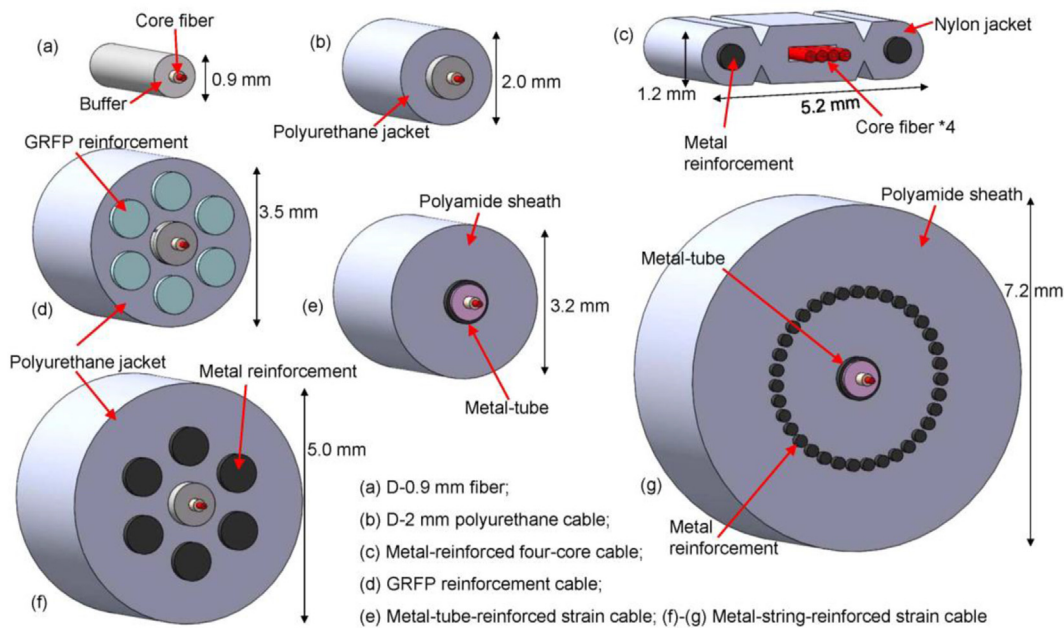 (a)
Core fiber
Buffer
0.9 mm
(b)
2.0 mm
Polyurethane jacket
(c)
Nylon jacket
1.2 mm
5.2 mm
Metal
reinforcement
Core fiber *4
GRFP reinforcement
3.5 mm
(d)
Polyurethane jacket
Polyamide sheath
3.2 mm
(e)
Metal-tube
Polyamide sheath
Metal-tube
7.2 mm
(g)
Metal
reinforcement
Metal reinforcement
5.0 mm
(f)
(a) D-0.9 mm fiber;
(b) D-2 mm polyurethane cable;
(c) Metal-reinforced four-core cable;
(d) GRFP reinforcement cable;
(e) Metal-tube-reinforced strain cable; (f)-(g) Metal-string-reinforced strain cable